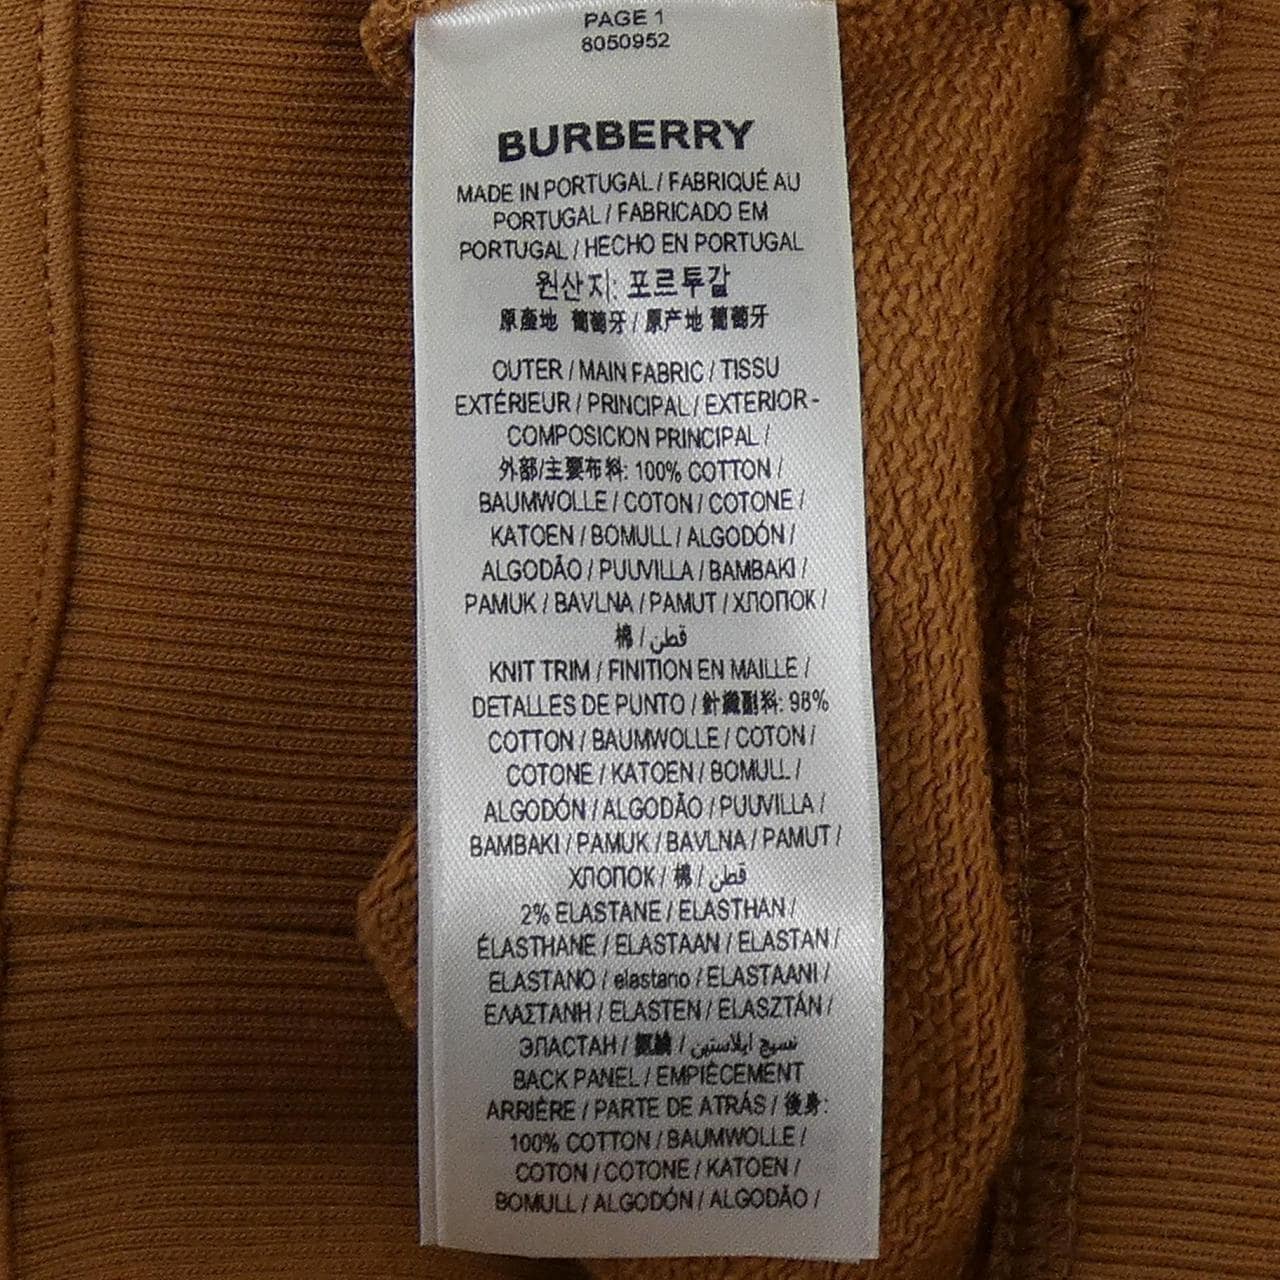 PAGE 1
8050952
BURBERRY
MADE IN PORTUGAL / FABRIQUÉ AU
PORTUGAL / FABRICADO EM
PORTUGAL / HECHO EN PORTUGAL
원산지: 포르투갈
原產地 葡萄牙 / 原产地 葡萄牙
OUTER / MAIN FABRIC / TISSU
EXTÉRIEUR / PRINCIPAL / EXTERIOR -
COMPOSICION PRINCIPAL /
外部/主要布料: 100% COTTON /
BAUMWOLLE / COTON / COTONE /
KATOEN / BOMULL / ALGODÓN /
ALGODÃO / PUUVILLA / BAMBAKI /
PAMUK / BAVLNA / PAMUT / ХЛОПОК /
棉 / قطن
KNIT TRIM / FINITION EN MAILLE /
DETALLES DE PUNTO / 針織副料: 98%
COTTON / BAUMWOLLE / COTON /
COTONE / KATOEN / BOMULL /
ALGODÓN / ALGODÃO / PUUVILLA /
BAMBAKI / PAMUK / BAVLNA / PAMUT /
ХЛОПОК / 棉 / قطن
2% ELASTANE / ELASTHAN /
ÉLASTHANE / ELASTAAN / ELASTAN /
ELASTANO / elastano / ELASTAANI /
ΕΛΑΣΤΑΝΗ / ELASTEN / ELASZTÁN /
ЭЛАСТАН / 氨綸 / نسيج ايلاستين
BACK PANEL / EMPIÈCEMENT
ARRIÈRE / PARTE DE ATRÁS / 後身:
100% COTTON / BAUMWOLLE /
COTON / COTONE / KATOEN /
BOMULL / ALGODÓN / ALGODÃO /